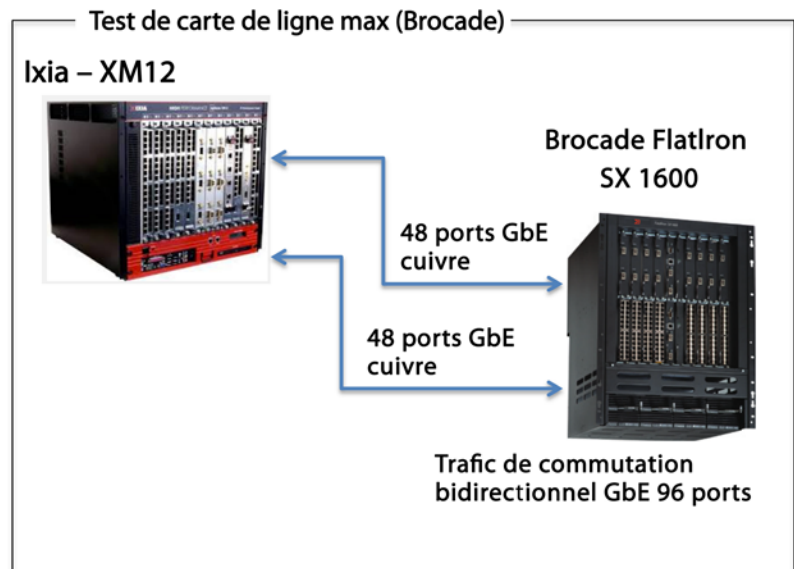 Test de carte de ligne max (Brocade)
Ixia – XM12
Brocade FlatIron
SX 1600
48 ports GbE
cuivre
48 ports GbE
cuivre
Trafic de commutation
bidirectionnel GbE 96 ports
IXIA